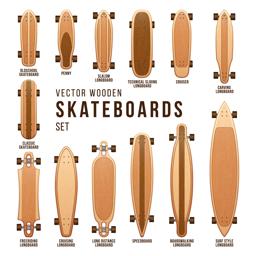 OLDSCHOOL
SKATEBOARD
PENNY
SLALOM
LONGBOARD
TECHNICAL SLIDING
LONGBOARD
CRUISER
CARVING
LONGBOARD
CLASSIC
SKATEBOARD
VECTOR WOODEN
SKATEBOARDS
SET
FREERIDING
LONGBOARD
CRUISING
LONGBOARD
LONG DISTANCE
LONGBOARD
SPEEDBOARD
BOARDWALKING
LONGBOARD
SURF STYLE
LONGBOARD